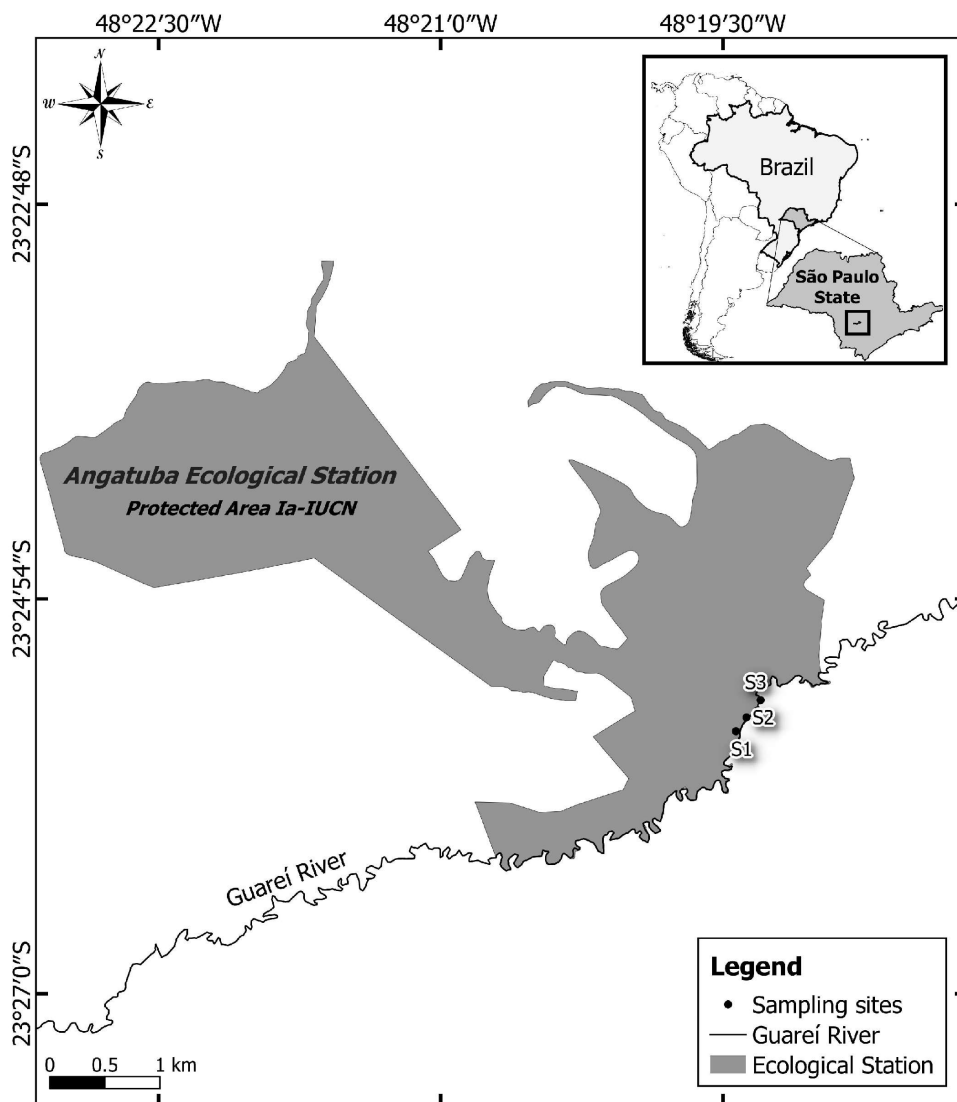 48°22'30"W
48°21'0"W
48°19'30"W
N
W
E
S
23°22'48"S
23°24'54"S
23°27'0"S
Brazil
São Paulo
State
Angatuba Ecological Station
Protected Area Ia-IUCN
S3
S2
S1
Guareí River
Legend
Sampling sites
Guareí River
Ecological Station
0 0.5 1 km